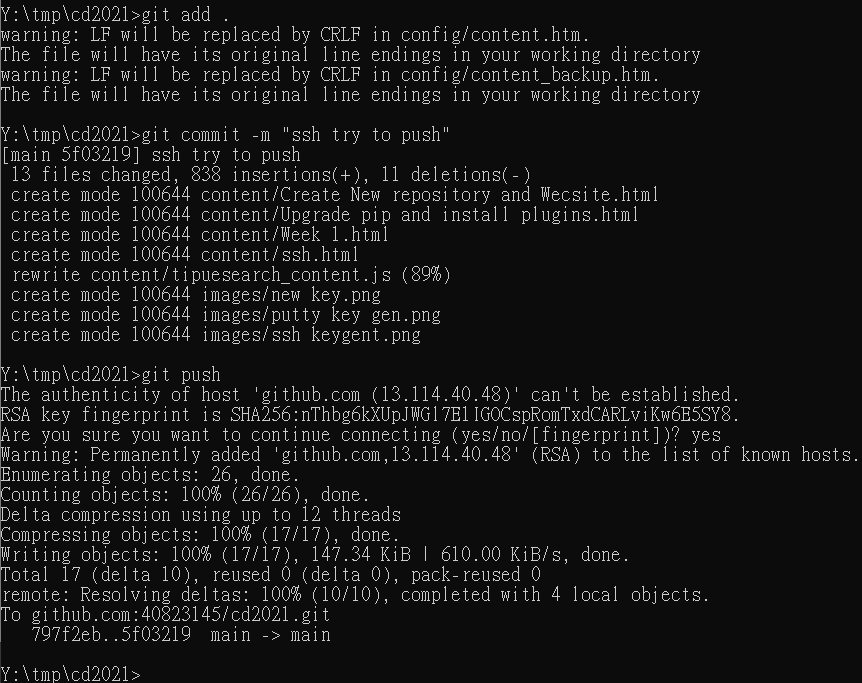 Y:\tmp\cd2021>git add .
warning: LF will be replaced by CRLF in config/content.htm.
The file will have its original line endings in your working directory
warning: LF will be replaced by CRLF in config/content_backup.htm.
The file will have its original line endings in your working directory
Y:\tmp\cd2021>git commit -m "ssh try to push"
[main 5f03219] ssh try to push
13 files changed, 838 insertions(+), 11 deletions(-)
create mode 100644 content/Create New repository and Wecsite.html
create mode 100644 content/Upgrade pip and install plugins.html
create mode 100644 content/Week 1.html
create mode 100644 content/ssh.html
rewrite content/tipuesearch_content.js (89%)
create mode 100644 images/new key.png
create mode 100644 images/putty key gen.png
create mode 100644 images/ssh keygent.png
Y:\tmp\cd2021>git push
The authenticity of host 'github.com (13.114.40.48)' can't be established.
RSA key fingerprint is SHA256:nThbg6kXUpJWGl7E1IGOCspRomTxdCARLviKw6E5SY8.
Are you sure you want to continue connecting (yes/no/[fingerprint])? yes
Warning: Permanently added 'github.com,13.114.40.48' (RSA) to the list of known hosts.
Enumerating objects: 26, done.
Counting objects: 100% (26/26), done.
Delta compression using up to 12 threads
Compressing objects: 100% (17/17), done.
Writing objects: 100% (17/17), 147.34 KiB | 610.00 KiB/s, done.
Total 17 (delta 10), reused 0 (delta 0), pack-reused 0
remote: Resolving deltas: 100% (10/10), completed with 4 local objects.
To github.com:40823145/cd2021.git
797f2eb..5f03219  main -> main
Y:\tmp\cd2021>